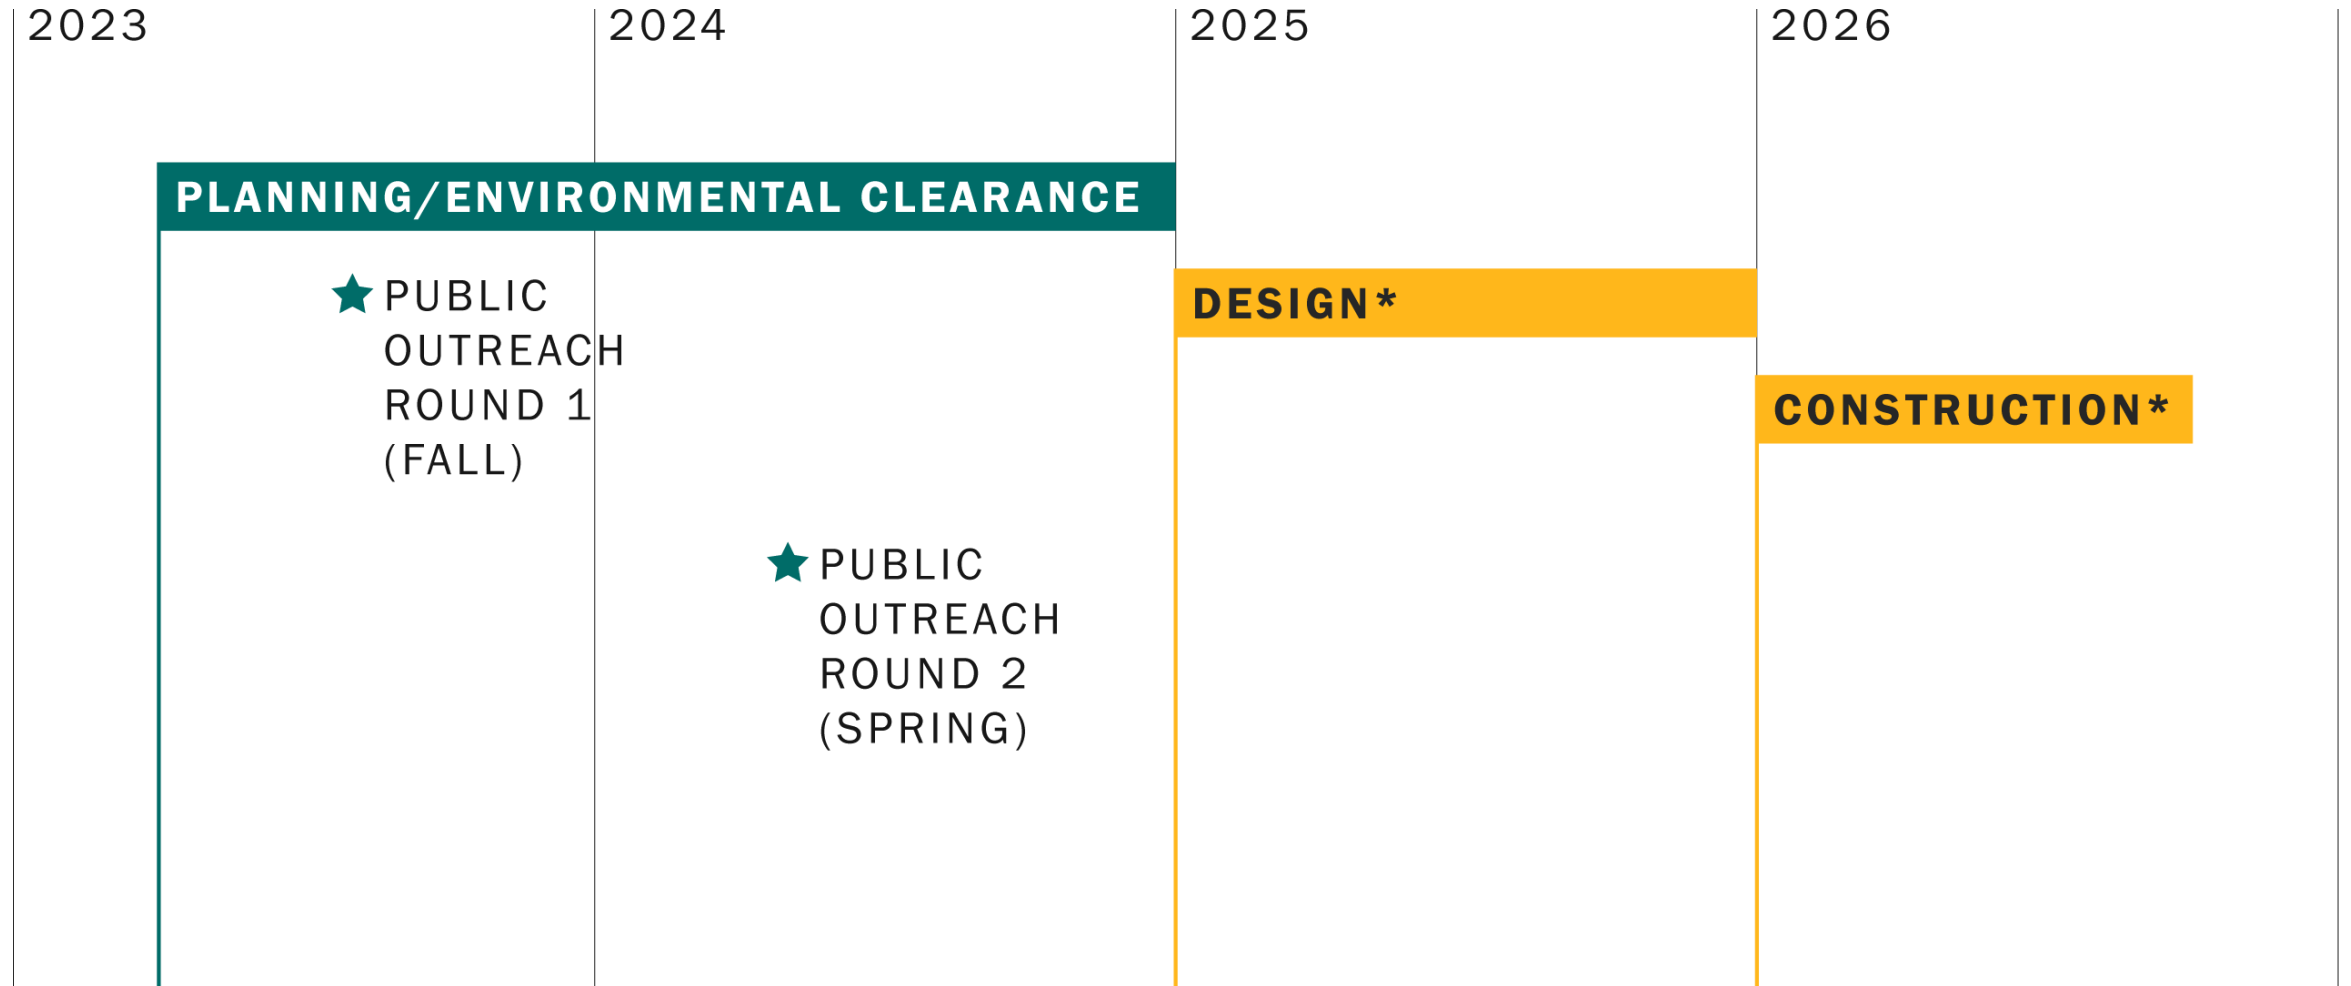 2023
2024
2025
2026
PLANNING/ENVIRONMENTAL CLEARANCE
PUBLIC
OUTREACH
ROUND 1
(FALL)
DESIGN*
CONSTRUCTION*
PUBLIC
OUTREACH
ROUND 2
(SPRING)